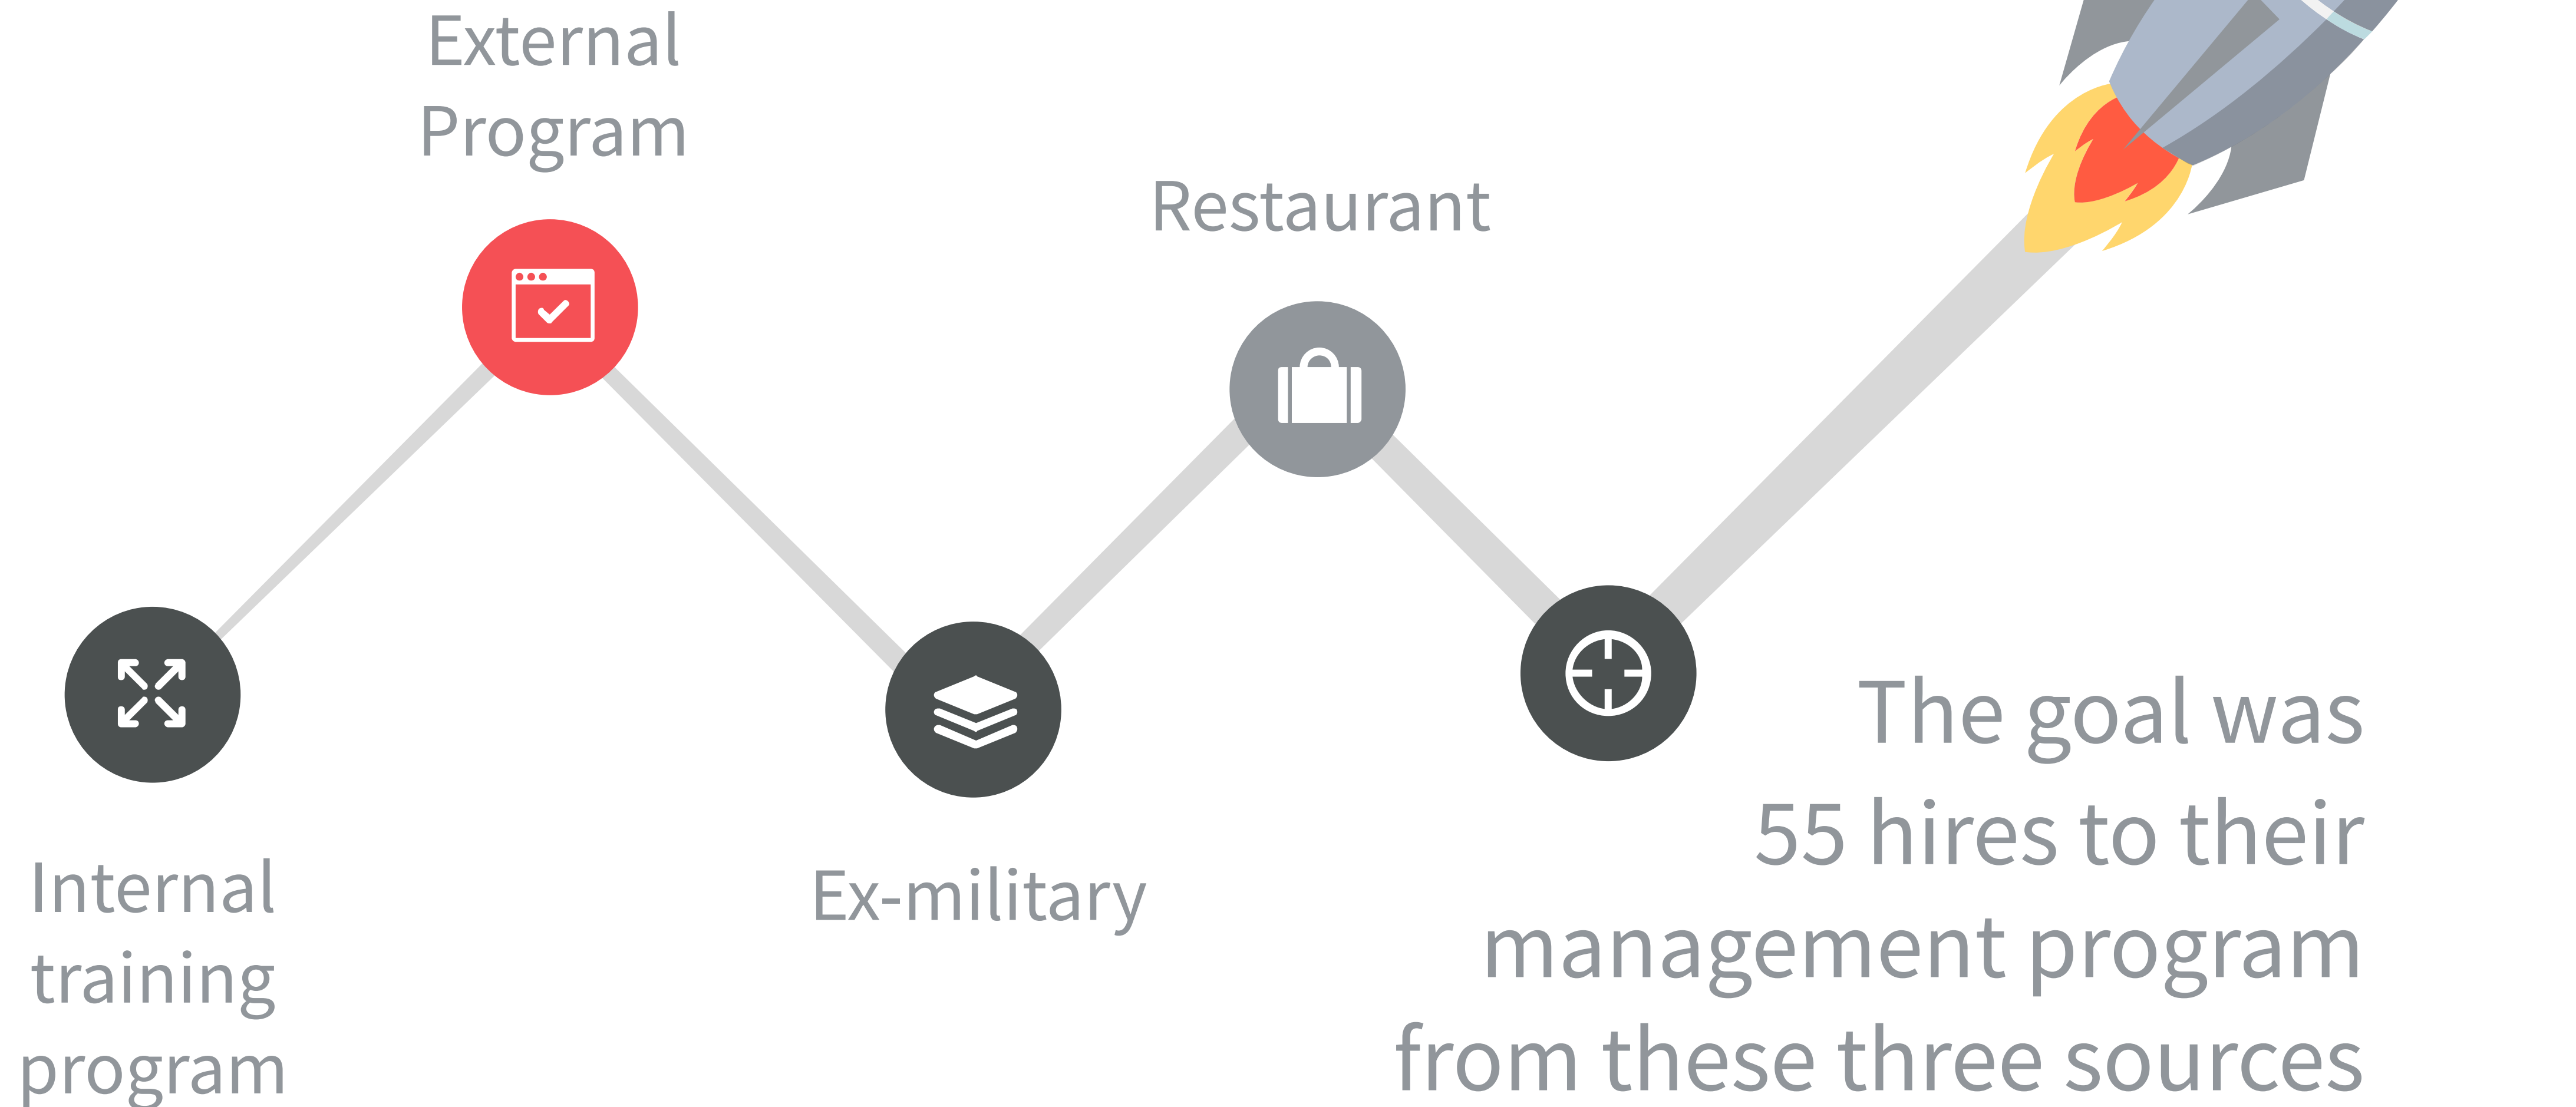 External
Program
Restaurant
Internal
training
program
Ex-military
The goal was
55 hires to their
management program
from these three sources